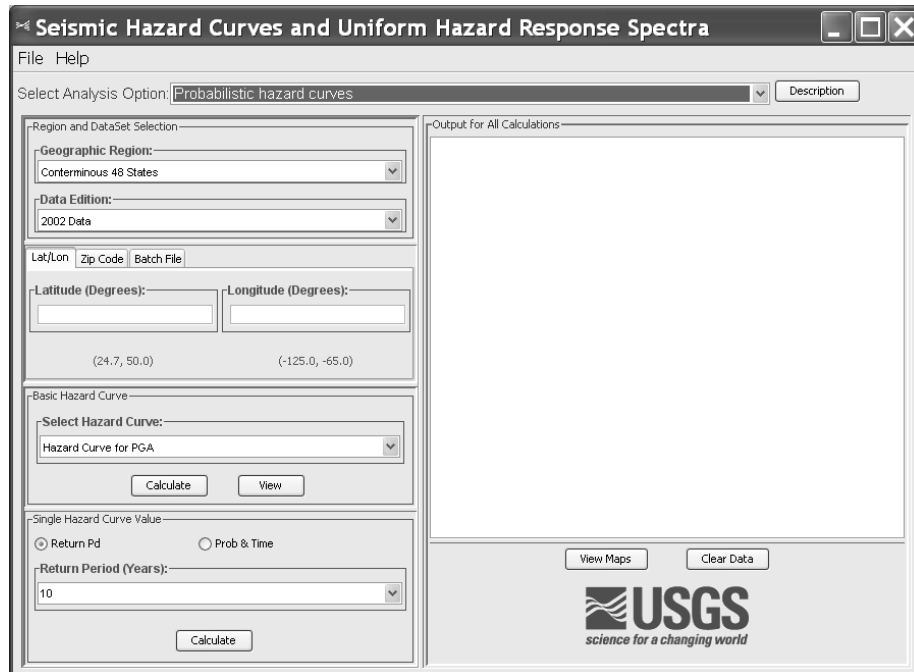 Seismic Hazard Curves and Uniform Hazard Response Spectra
File Help
Select Analysis Option: Probabilistic hazard curves
Description
Region and DataSet Selection
Geographic Region:
Conterminous 48 States
Data Edition:
2002 Data
Lat/Lon Zip Code Batch File
Latitude (Degrees): Longitude (Degrees):
(24.7, 50.0) (-125.0, -65.0)
Basic Hazard Curve
Select Hazard Curve:
Hazard Curve for PGA
Calculate View
Single Hazard Curve Value
Return Pd Prob & Time
Return Period (Years):
10
Calculate
Output for All Calculations
View Maps Clear Data
USGS
science for a changing world